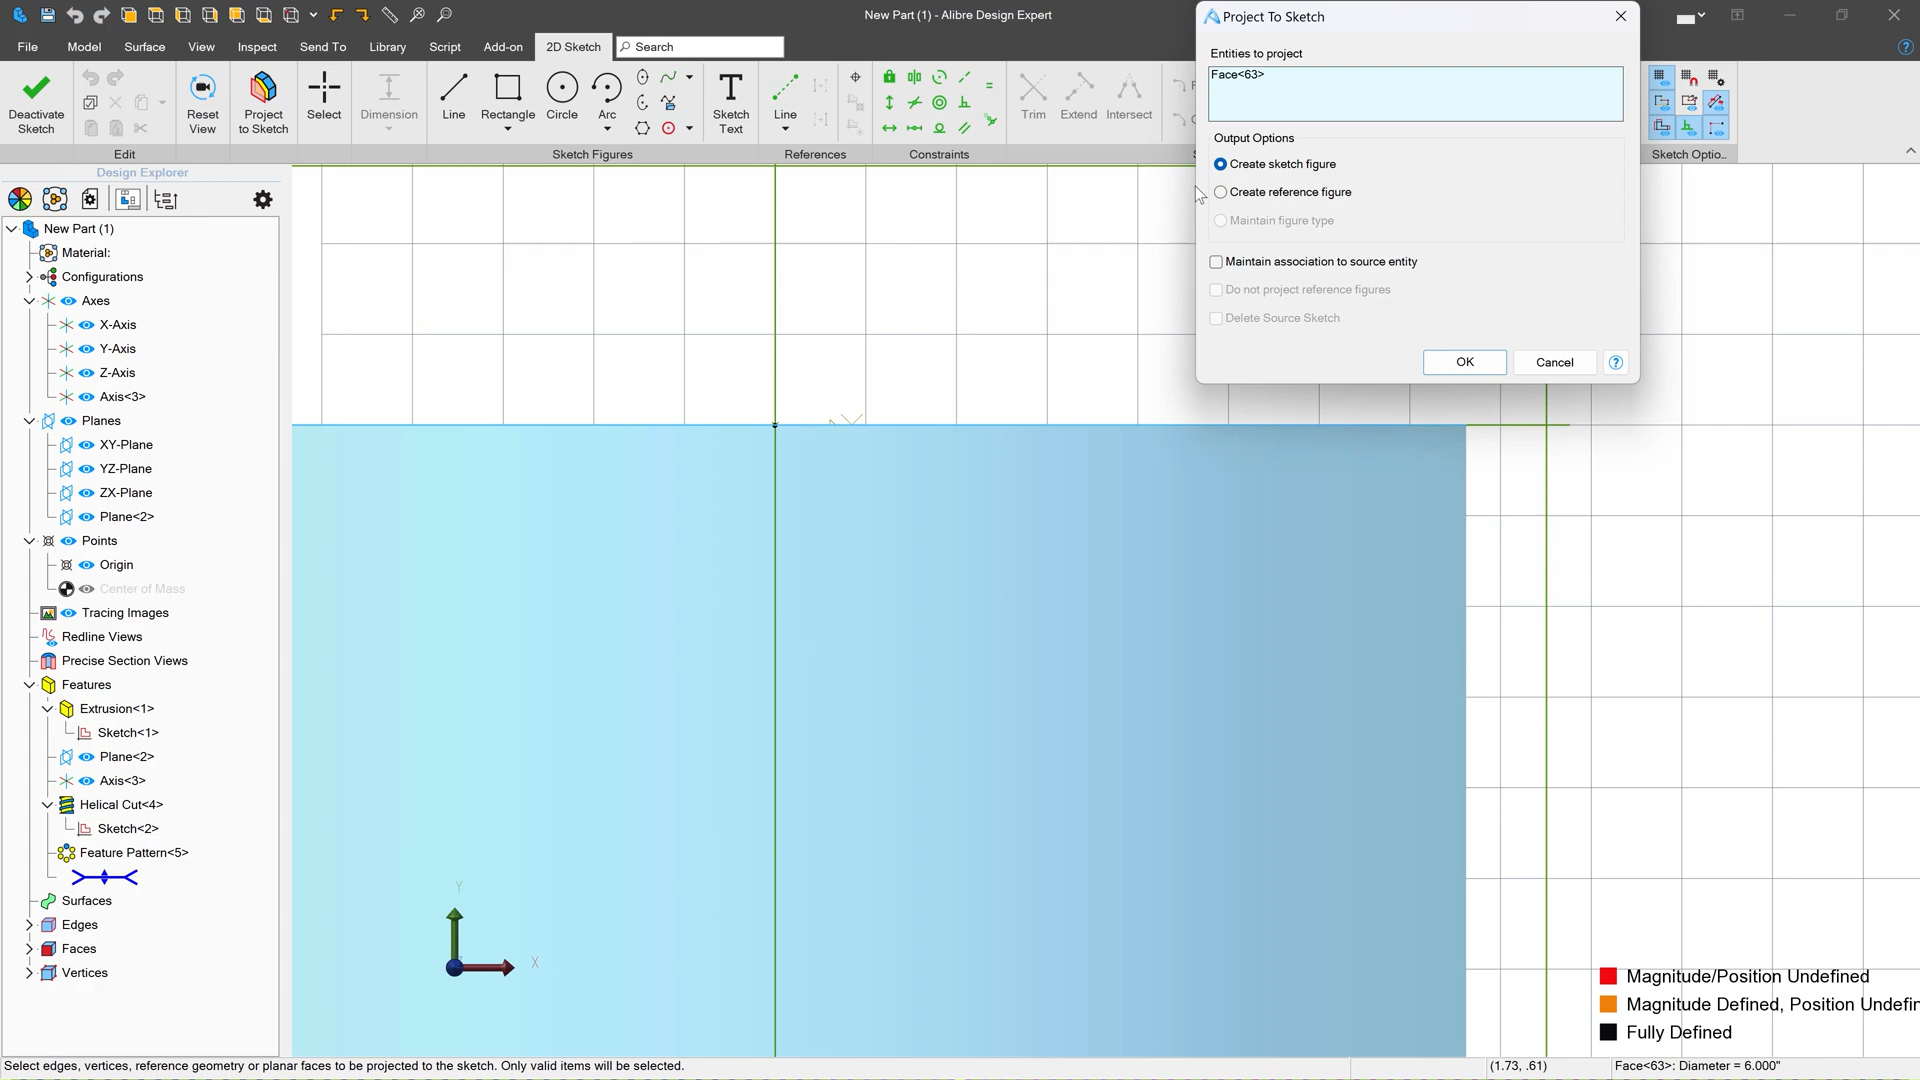 New Part (1) - Alibre Design Expert
File
Model
Surface
View
Inspect
Send To
Library
Script
Add-on
2D Sketch
Search
Deactivate
Sketch
Edit
Reset
View
Project
to Sketch
Select
Dimension
Line
Rectangle
Circle
Arc
Sketch
Text
Sketch Figures
Line
References
Constraints
Trim
Extend
Intersect
Sketch Optio...
Project To Sketch
Entities to project
Face<63>
Output Options
Create sketch figure
Create reference figure
Maintain figure type
Maintain association to source entity
Do not project reference figures
Delete Source Sketch
OK
Cancel
Design Explorer
New Part (1)
Material:
Configurations
Axes
X-Axis
Y-Axis
Z-Axis
Axis<3>
Planes
XY-Plane
YZ-Plane
ZX-Plane
Plane<2>
Points
Origin
Center of Mass
Tracing Images
Redline Views
Precise Section Views
Features
Extrusion<1>
Sketch<1>
Plane<2>
Axis<3>
Helical Cut<4>
Sketch<2>
Feature Pattern<5>
Surfaces
Edges
Faces
Vertices
Y
X
Magnitude/Position Undefined
Magnitude Defined, Position Undefin
Fully Defined
Select edges, vertices, reference geometry or planar faces to be projected to the sketch. Only valid items will be selected.
(1.73, .61)
Face<63>: Diameter = 6.000"